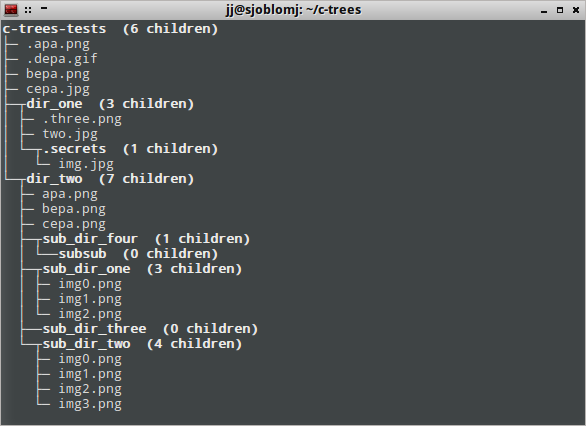 jj@sjoblomj: ~/c-trees
c-trees-tests  (6 children)
├─ .apa.png
├─ .depa.gif
├─ bepa.png
├─ cepa.jpg
├─┬dir_one  (3 children)
│ ├─ .three.png
│ ├─ two.jpg
│ └─┬.secrets  (1 children)
│   └─ img.jpg
└─┬dir_two  (7 children)
  ├─ apa.png
  ├─ bepa.png
  ├─ cepa.png
  ├─┬sub_dir_four  (1 children)
  │ └──subsub  (0 children)
  ├─┬sub_dir_one  (3 children)
  │ ├─ img0.png
  │ ├─ img1.png
  │ └─ img2.png
  ├──sub_dir_three  (0 children)
  └─┬sub_dir_two  (4 children)
    ├─ img0.png
    ├─ img1.png
    ├─ img2.png
    └─ img3.png